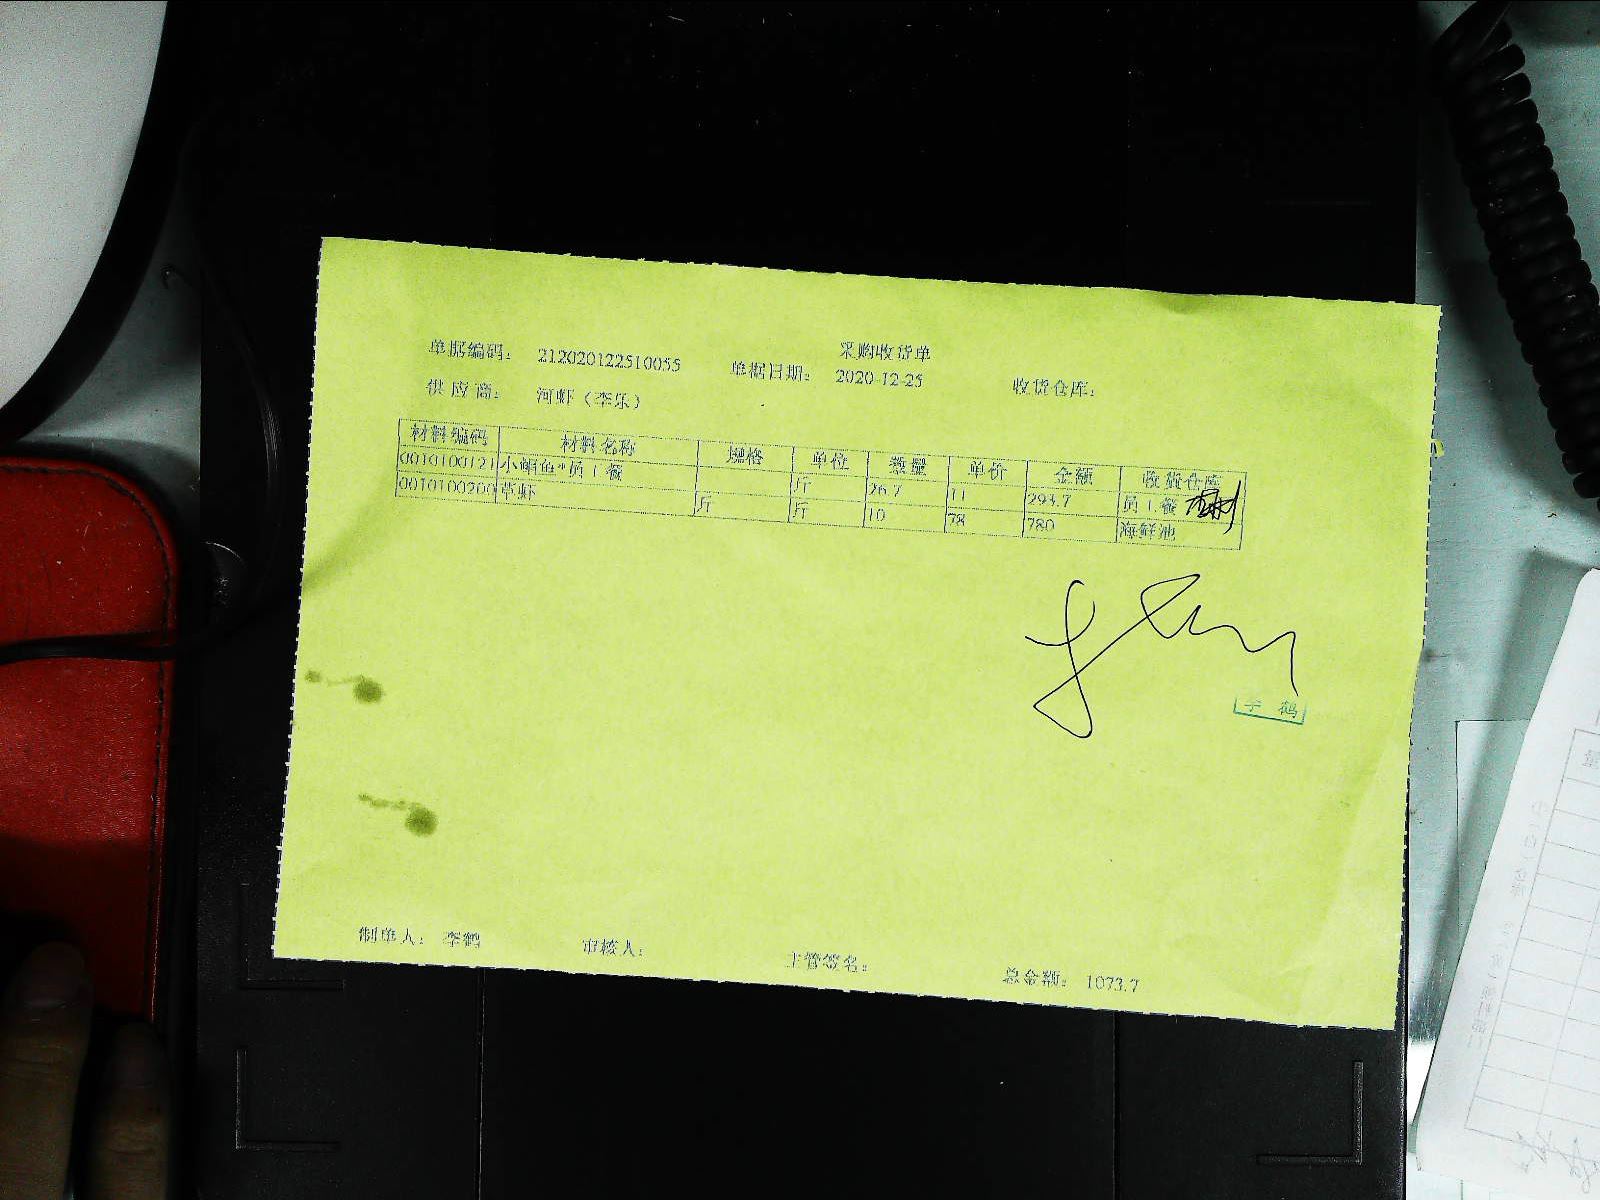 采购收货单
单据编码: 212020122510055 单据日期: 2020-12-25 收货仓库:
供应商: 河虾（李乐）
材料编码 材料名称 规格 单位 数量 单价 金额 收货仓库
0010100121 小鲳鱼*员工餐 斤 26.7 11 293.7 员工餐
0010100200 草虾 斤 斤 10 78 780 海鲜池
李鹤
制单人: 李鹤 审核人: 主管签名: 总金额: 1073.7